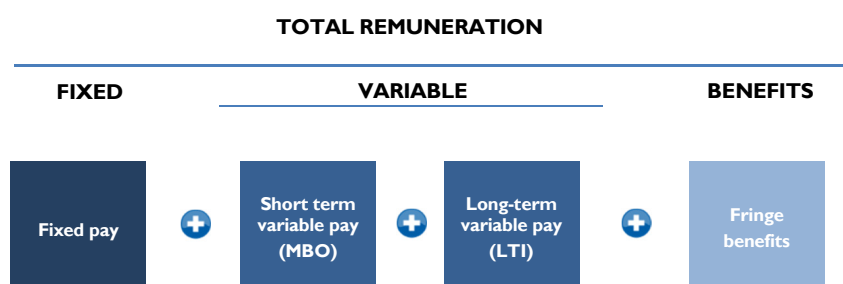 TOTAL REMUNERATION
FIXED
VARIABLE
BENEFITS
Fixed pay
Short term
variable pay
(MBO)
Long-term
variable pay
(LTI)
Fringe
benefits